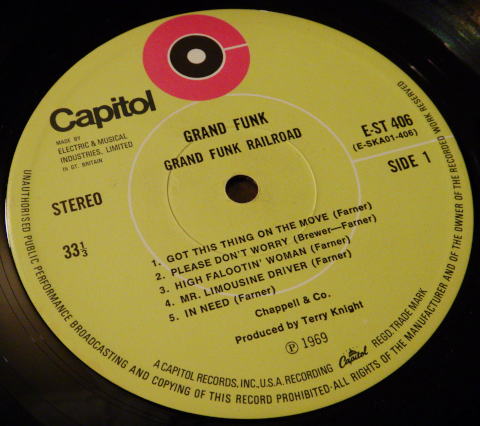 Capitol
MADE BY
ELECTRIC & MUSICAL
INDUSTRIES, LIMITED
IN GT. BRITAIN
GRAND FUNK
GRAND FUNK RAILROAD
E-ST 406
(E-SKA01-406)
STEREO
SIDE 1
33 1/3
1. GOT THIS THING ON THE MOVE (Farner)
2. PLEASE DON'T WORRY (Brewer—Farner)
3. HIGH FALOOTIN' WOMAN (Farner)
4. MR. LIMOUSINE DRIVER (Farner)
5. IN NEED (Farner)
Chappell & Co.
Produced by Terry Knight
Ⓟ 1969
A CAPITOL RECORDS, INC., U.S.A. RECORDING Capitol REGD. TRADE MARK
UNAUTHORISED PUBLIC PERFORMANCE BROADCASTING AND COPYING OF THIS RECORD PROHIBITED·ALL RIGHTS OF THE MANUFACTURER AND OF THE OWNER OF THE RECORDED WORK RESERVED